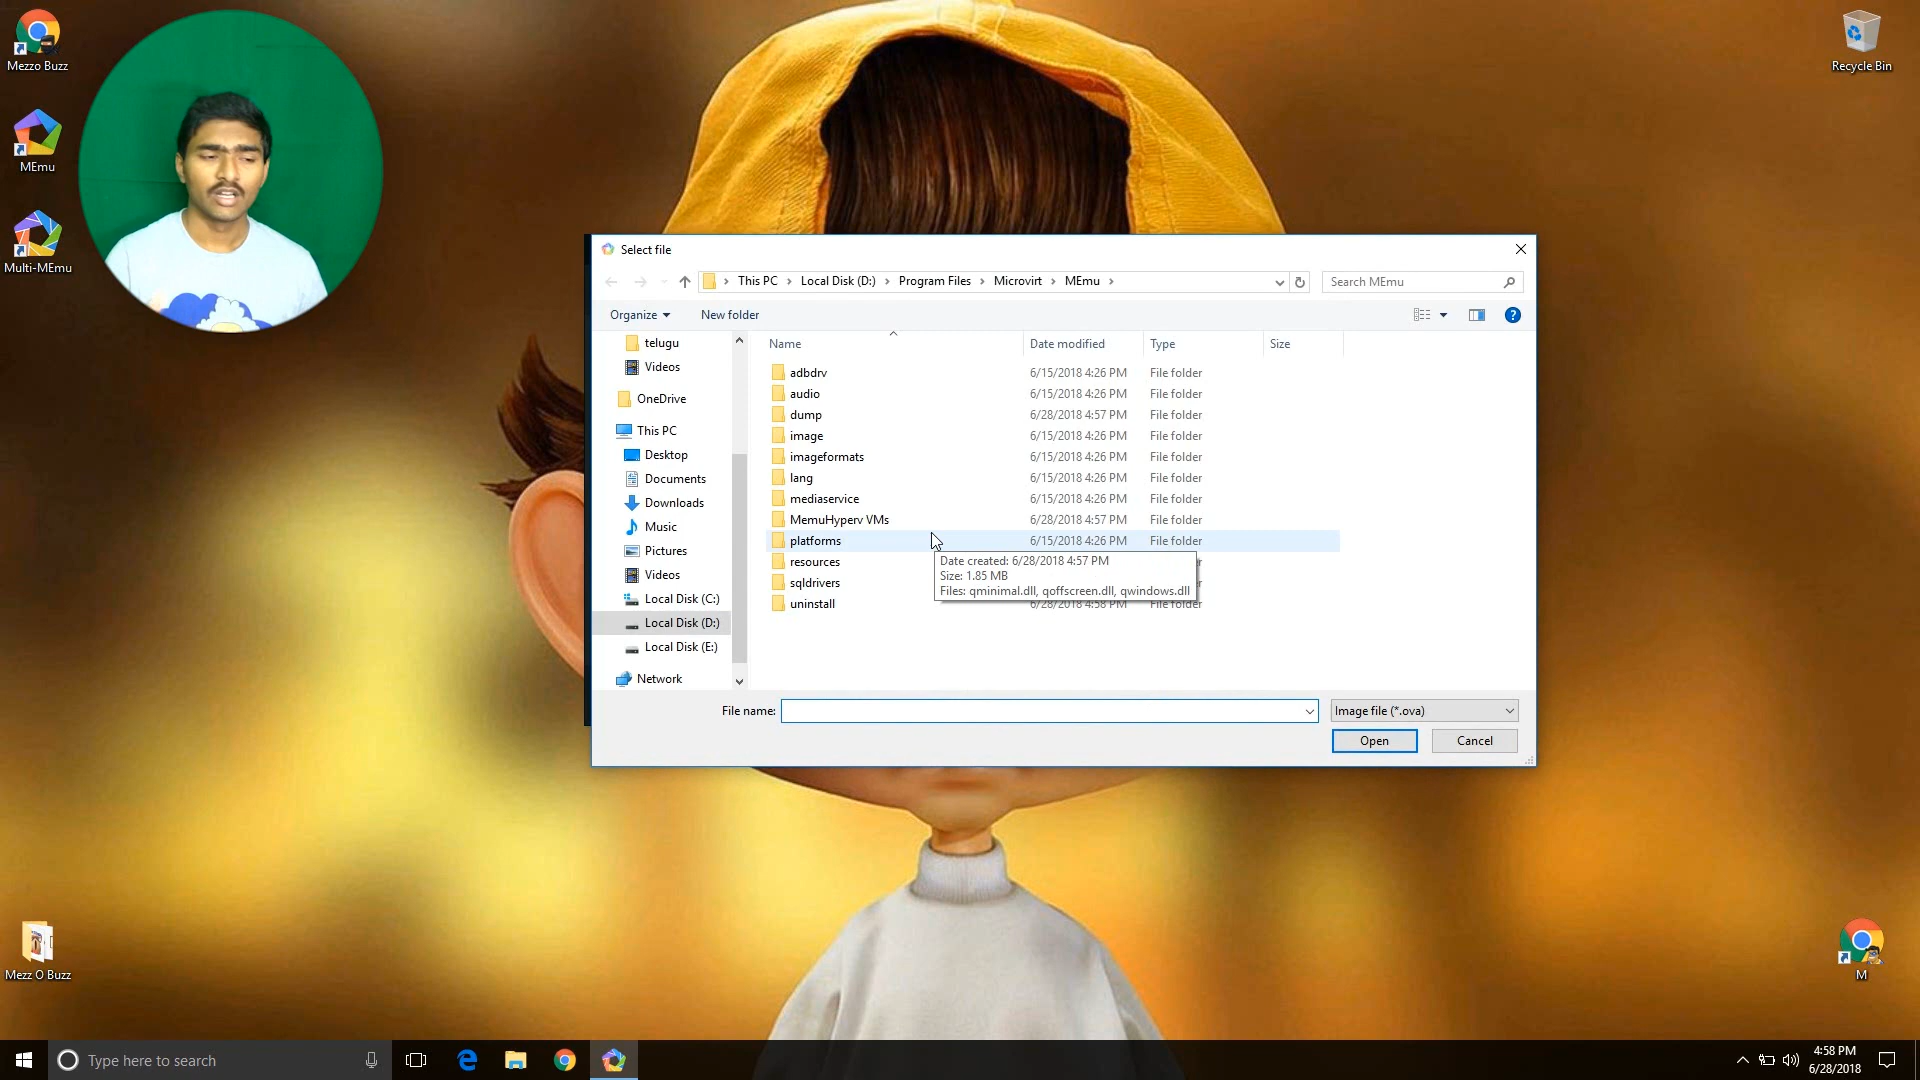 Mezzo Buzz
MEmu
Multi-MEmu
Mezz O Buzz
Recycle Bin
M
Select file
This PC
Local Disk (D:)
Program Files
Microvirt
MEmu
Search MEmu
Organize
New folder
telugu
Videos
OneDrive
This PC
Desktop
Documents
Downloads
Music
Pictures
Videos
Local Disk (C:)
Local Disk (D:)
Local Disk (E:)
Network
Name Date modified Type Size
adbdrv 6/15/2018 4:26 PM File folder
audio 6/15/2018 4:26 PM File folder
dump 6/28/2018 4:57 PM File folder
image 6/15/2018 4:26 PM File folder
imageformats 6/15/2018 4:26 PM File folder
lang 6/15/2018 4:26 PM File folder
mediaservice 6/15/2018 4:26 PM File folder
MemuHyperv VMs 6/28/2018 4:57 PM File folder
platforms 6/15/2018 4:26 PM File folder
resources
sqldrivers
uninstall 6/28/2018 4:58 PM File folder
Date created: 6/28/2018 4:57 PM
Size: 1.85 MB
Files: qminimal.dll, qoffscreen.dll, qwindows.dll
File name:
Image file (*.ova)
Open
Cancel
Type here to search
4:58 PM
6/28/2018